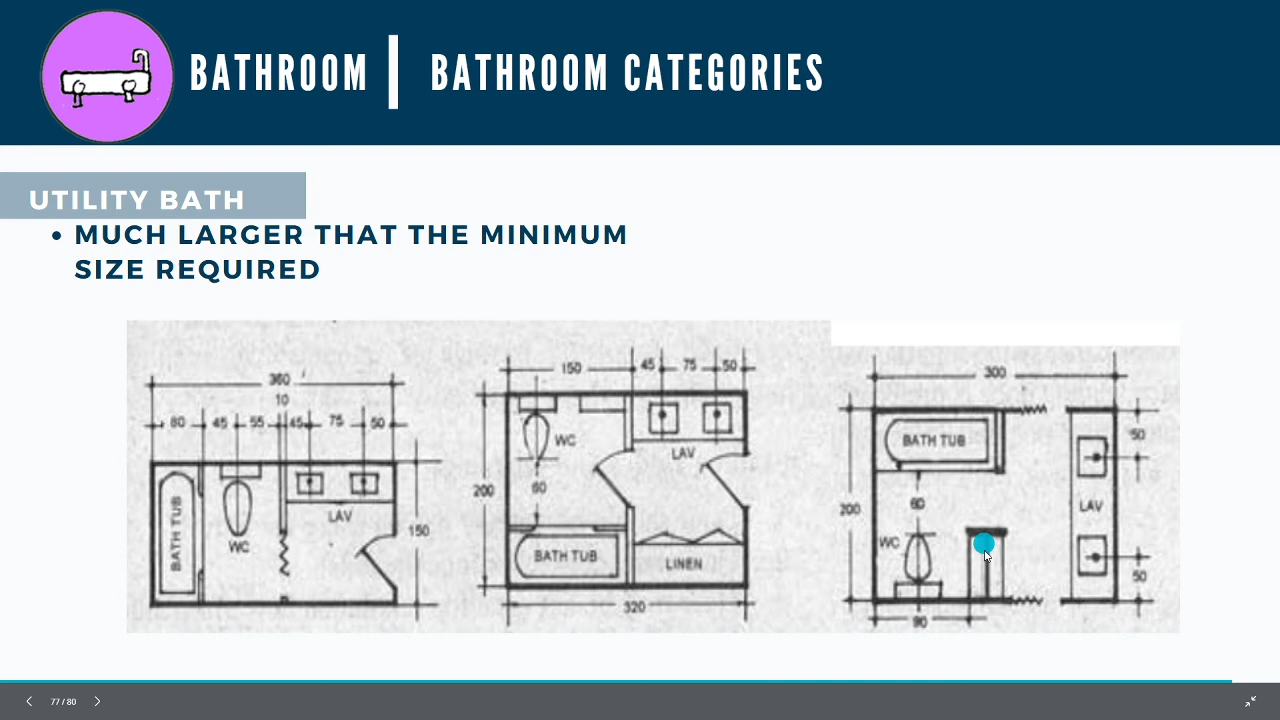 BATHROOM | BATHROOM CATEGORIES
UTILITY BATH
• MUCH LARGER THAT THE MINIMUM
SIZE REQUIRED
360
10
80 45 55 45 75 50
BATH TUB
WC
LAV
150
150 45 75 50
WC
LAV
200
60
BATH TUB
LINEN
320
300
BATH TUB
50
200
60
LAV
WC
50
90
77 / 80